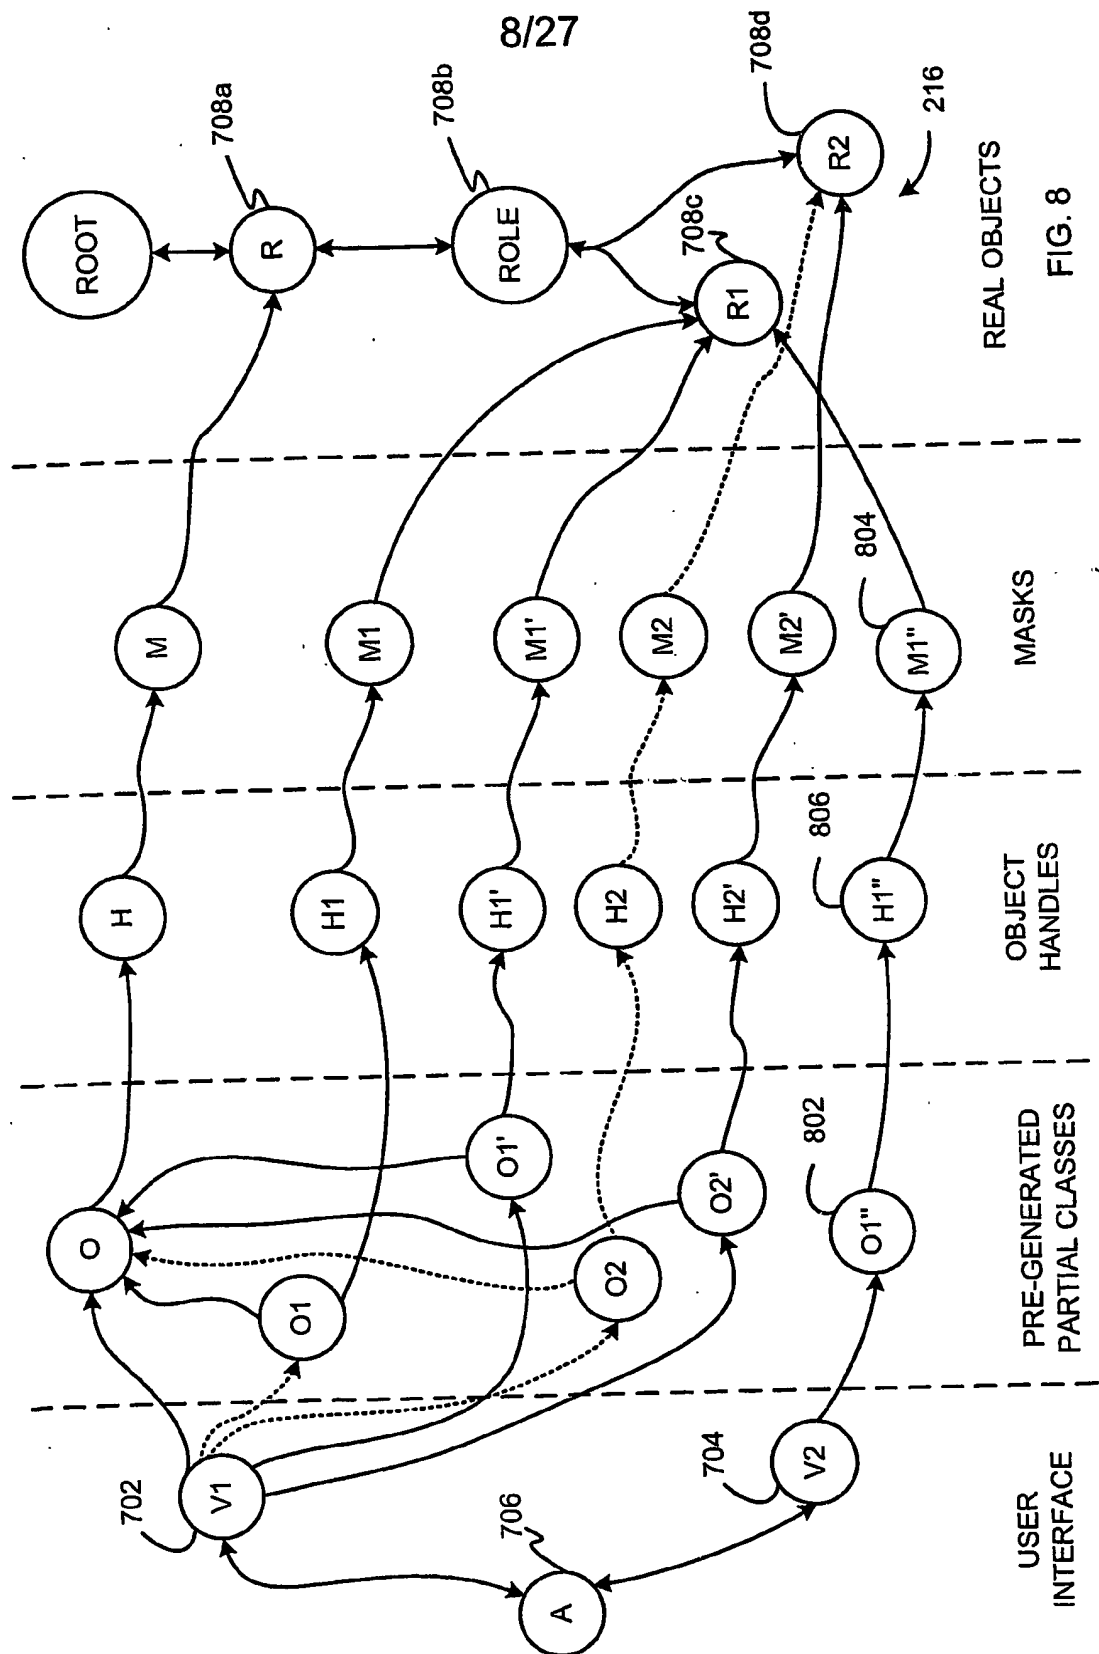 8/27
ROOT
R
708a
ROLE
708b
R1
708c
R2
708d
216
REAL OBJECTS
FIG. 8
M
M1
M1'
M2
M2'
M1"
804
MASKS
H
H1
H1'
H2
H2'
H1"
806
OBJECT
HANDLES
O
O1
O1'
O2
O2'
O1"
802
PRE-GENERATED
PARTIAL CLASSES
702
V1
706
A
704
V2
USER
INTERFACE